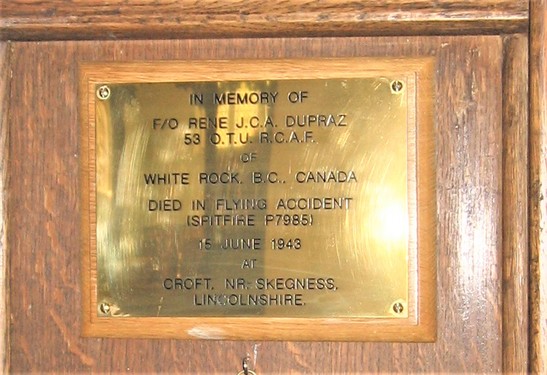 IN MEMORY OF
F/O RENE J.C.A. DUPRAZ
53 O.T.U. R.C.A.F.
OF
WHITE ROCK, B.C., CANADA
DIED IN FLYING ACCIDENT
(SPITFIRE P7985)
15 JUNE 1943
AT
CROFT, NR. SKEGNESS,
LINCOLNSHIRE.